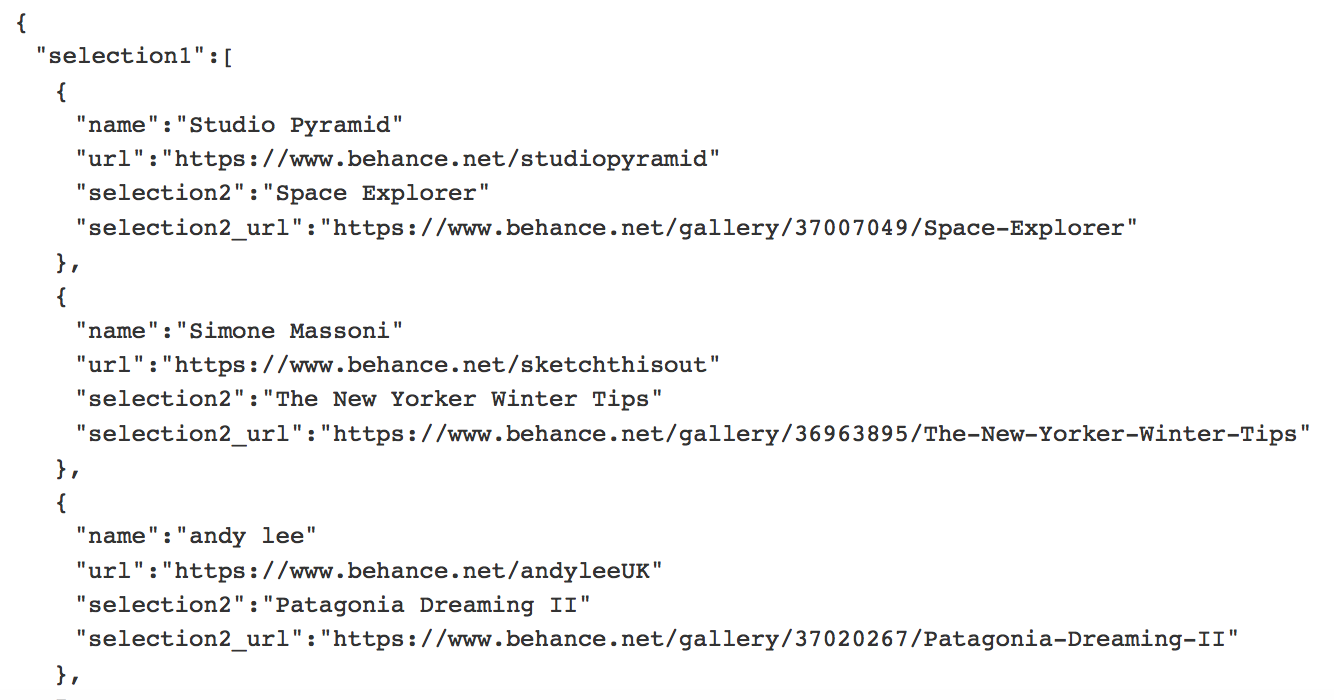 {
"selection1":[
{
"name":"Studio Pyramid"
"url":"https://www.behance.net/studiopyramid"
"selection2":"Space Explorer"
"selection2_url":"https://www.behance.net/gallery/37007049/Space-Explorer"
},
{
"name":"Simone Massoni"
"url":"https://www.behance.net/sketchthisout"
"selection2":"The New Yorker Winter Tips"
"selection2_url":"https://www.behance.net/gallery/36963895/The-New-Yorker-Winter-Tips"
},
{
"name":"andy lee"
"url":"https://www.behance.net/andyleeUK"
"selection2":"Patagonia Dreaming II"
"selection2_url":"https://www.behance.net/gallery/37020267/Patagonia-Dreaming-II"
},